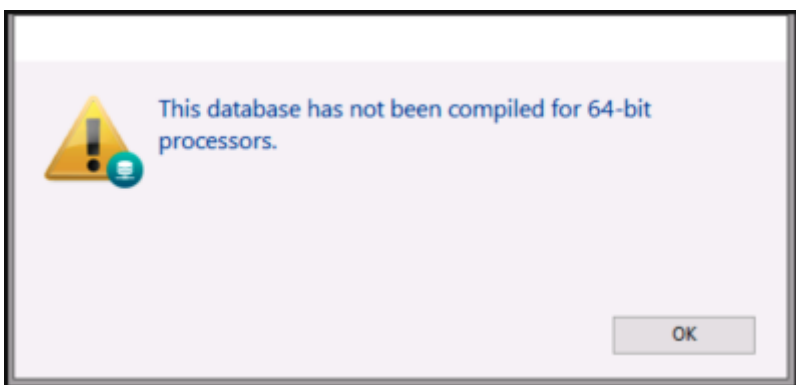 This database has not been compiled for 64-bit
processors.
OK